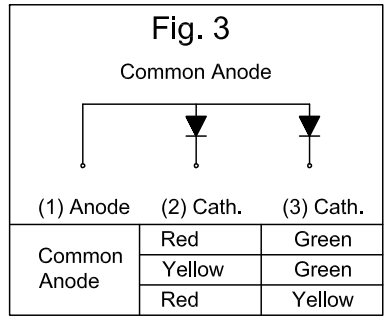 Fig. 3
Common Anode
(1) Anode (2) Cath. (3) Cath.
Common Anode
Red Green
Yellow Green
Red Yellow